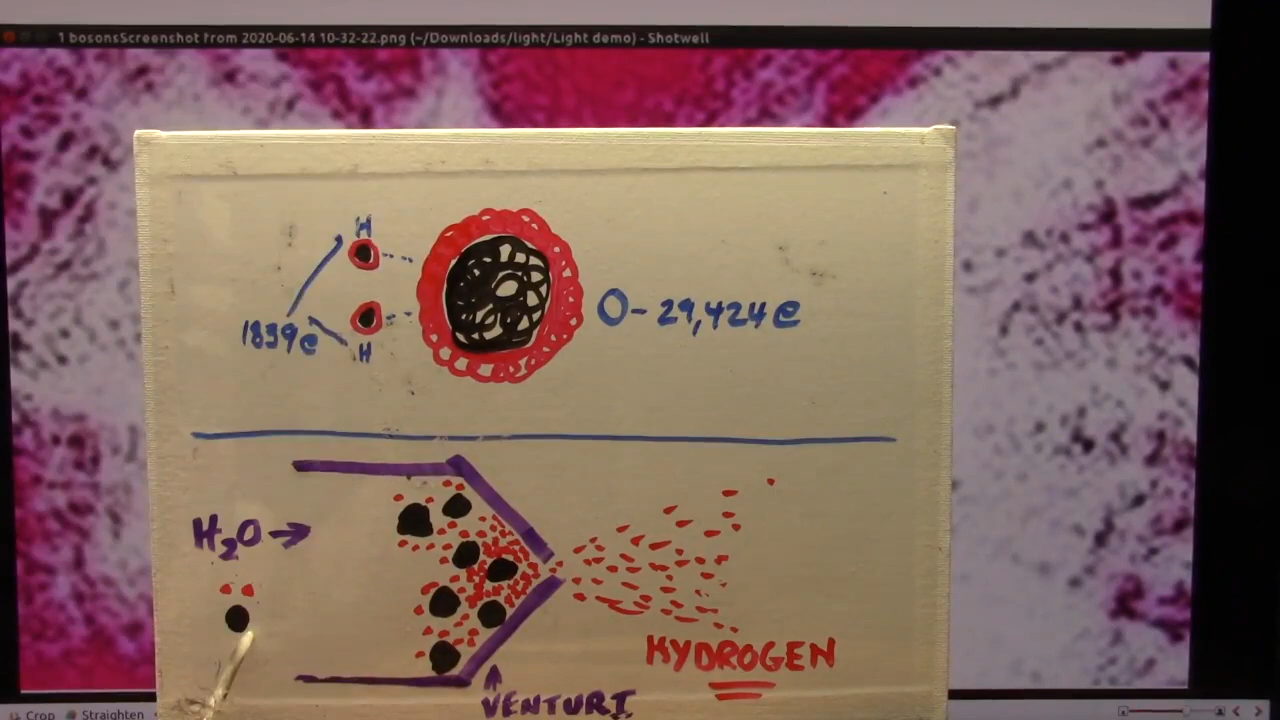 1 bosonsScreenshot from 2020-06-14 10-32-22.png (~/Downloads/light/Light demo) - Shotwell
H
1839e
H
O - 29,424e
H2O →
HYDROGEN
VENTURI
Crop Straighten